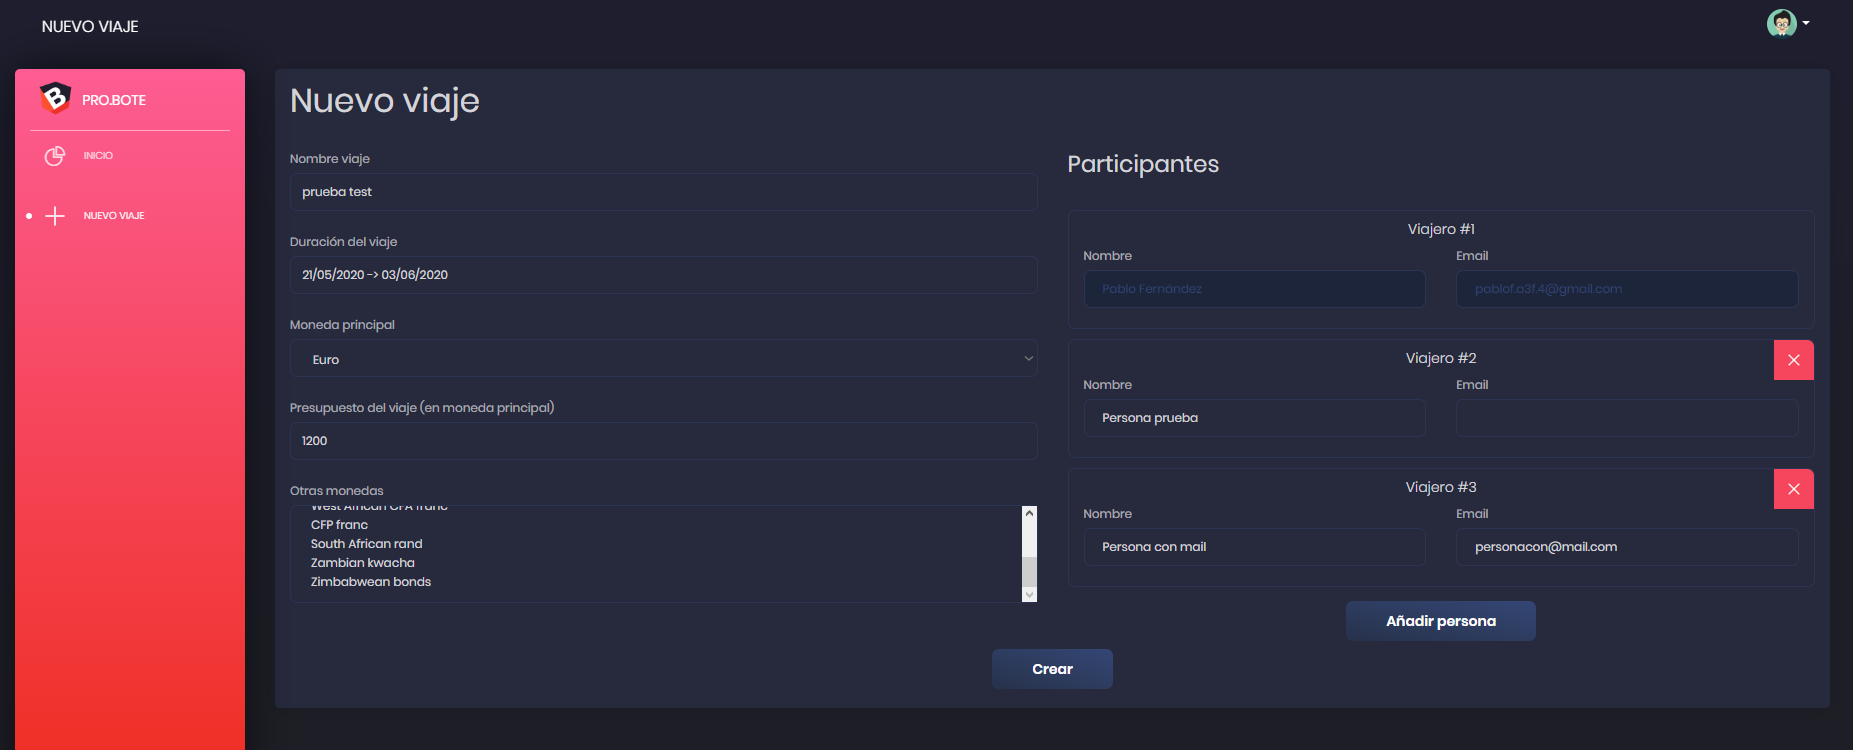 NUEVO VIAJE
PRO.BOTE
INICIO
NUEVO VIAJE
Nuevo viaje
Nombre viaje
prueba test
Duración del viaje
21/05/2020 -> 03/06/2020
Moneda principal
Euro
Presupuesto del viaje (en moneda principal)
1200
Otras monedas
West African CFA franc
CFP franc
South African rand
Zambian kwacha
Zimbabwean bonds
Participantes
Viajero #1
Nombre Email
Pablo Fernández pablof.a3f.4@gmail.com
Viajero #2
Nombre Email
Persona prueba
Viajero #3
Nombre Email
Persona con mail personacon@mail.com
Añadir persona
Crear